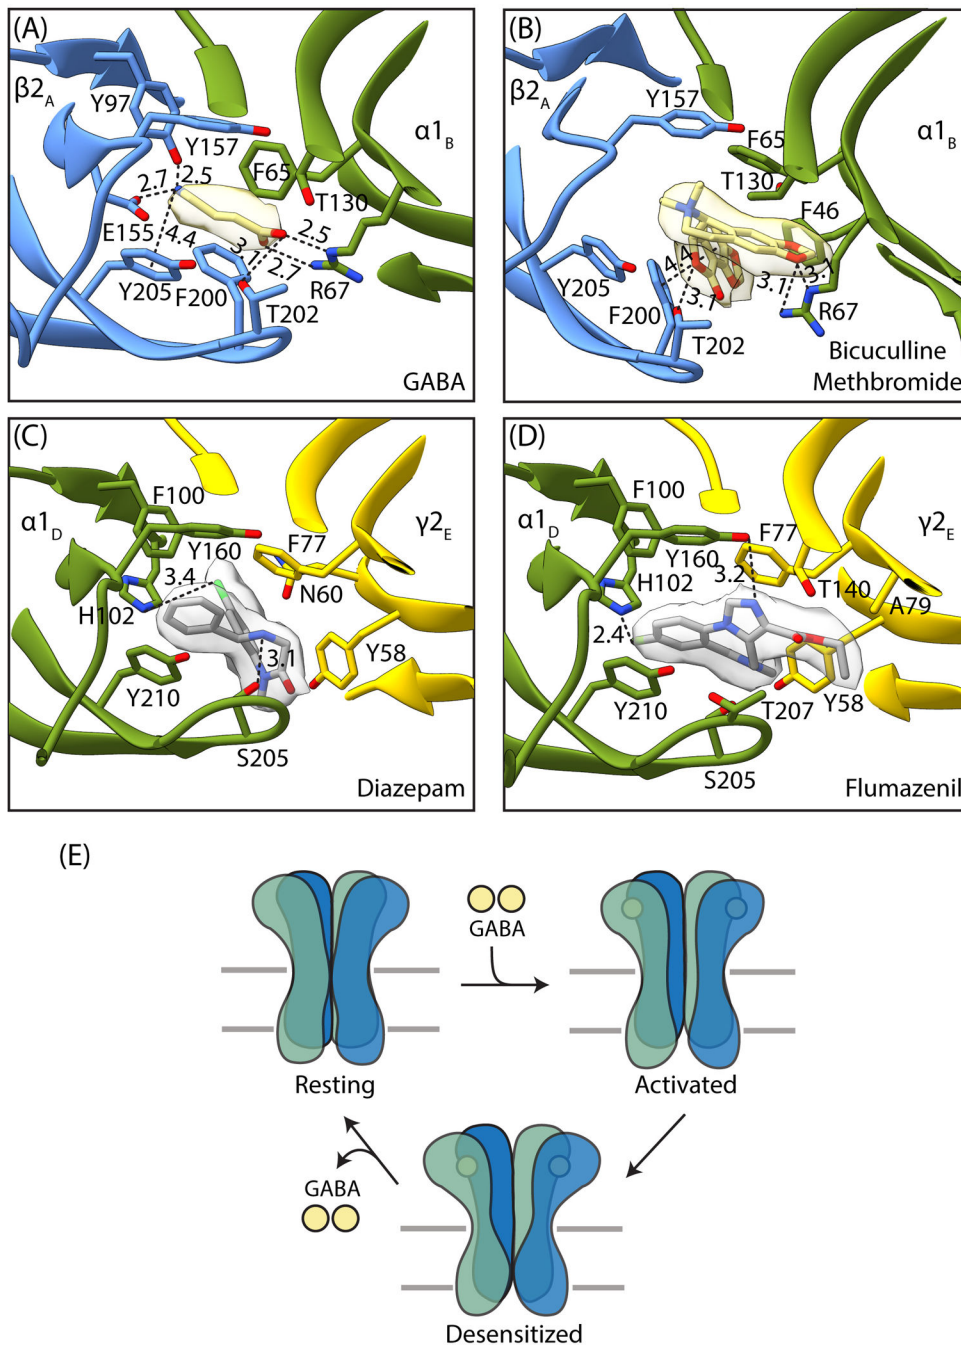 (A)
β2A
Y97
α1B
Y157
F65
2.7
2.5
T130
E155
2.5
4.4
2.7
Y205
F200
R67
T202
GABA
(B)
β2A
Y157
α1B
F65
T130
F46
4.4
3.1
3.1
Y205
R67
F200
T202
Bicuculline
Methbromide
(C)
F100
α1D
γ2E
Y160
F77
3.4
H102
N60
3.1
Y58
Y210
S205
Diazepam
(D)
F100
α1D
γ2E
F77
Y160
H102
3.2
T140
A79
2.4
Y210
T207
Y58
S205
Flumazenil
(E)
GABA
Resting
Activated
GABA
Desensitized